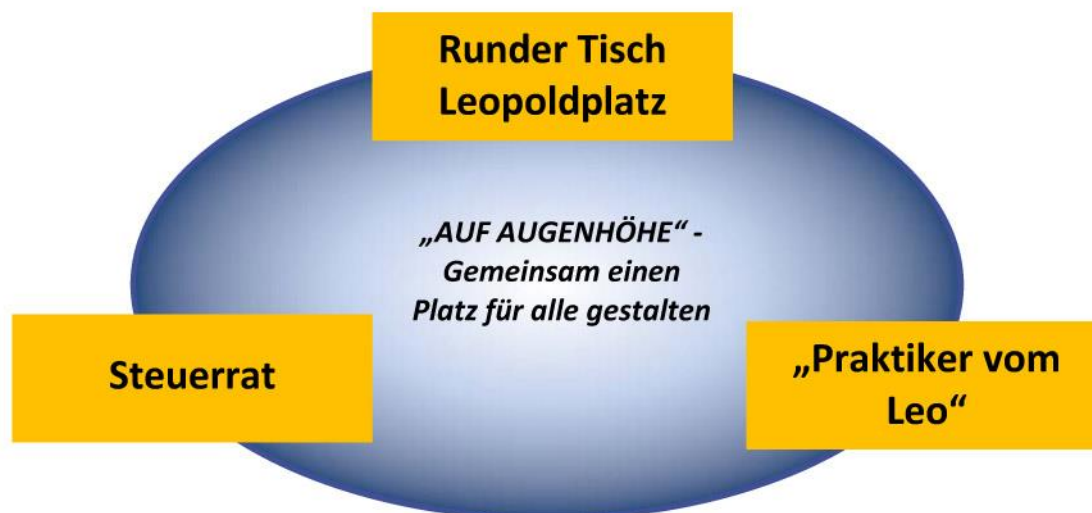 Runder Tisch
Leopoldplatz
„AUF AUGENHÖHE“ -
Gemeinsam einen
Platz für alle gestalten
Steuerrat
„Praktiker vom
Leo“